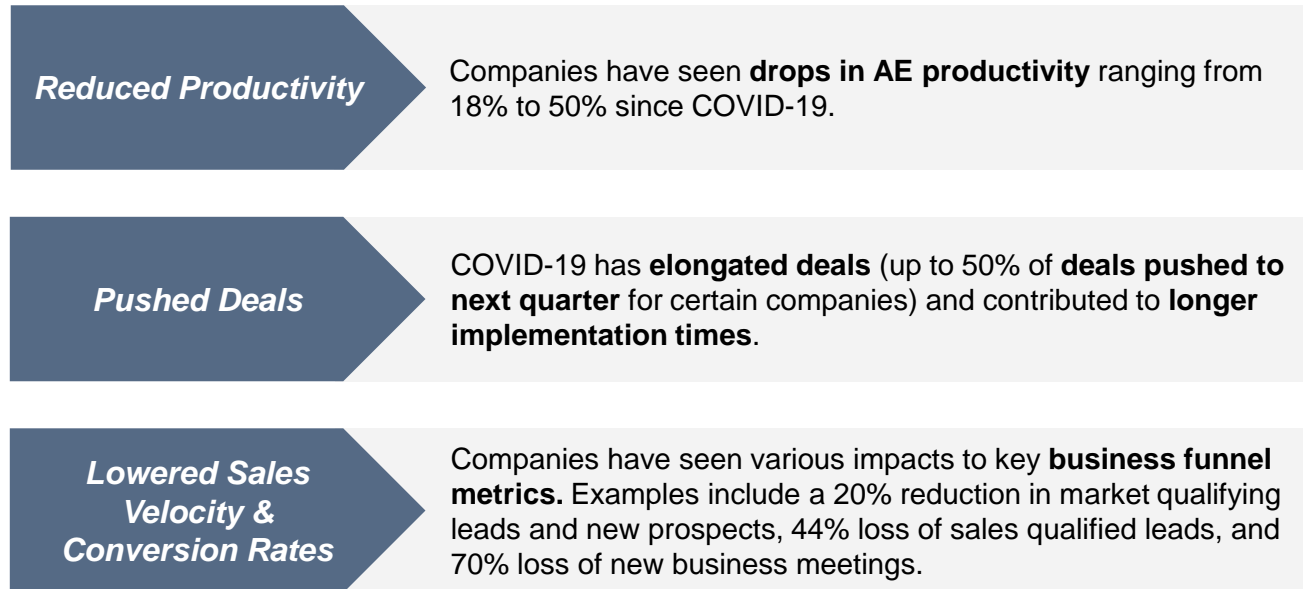 Reduced Productivity
Companies have seen drops in AE productivity ranging from
18% to 50% since COVID-19.
Pushed Deals
COVID-19 has elongated deals (up to 50% of deals pushed to
next quarter for certain companies) and contributed to longer
implementation times.
Lowered Sales
Velocity &
Conversion Rates
Companies have seen various impacts to key business funnel
metrics. Examples include a 20% reduction in market qualifying
leads and new prospects, 44% loss of sales qualified leads, and
70% loss of new business meetings.